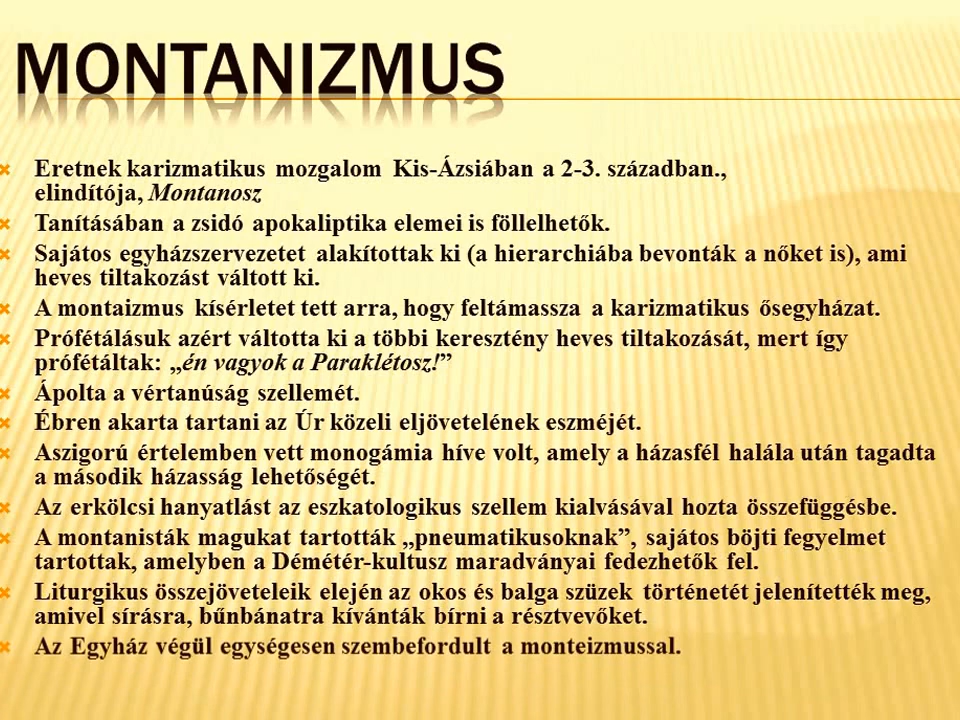 MONTANIZMUS
Eretnek karizmatikus mozgalom Kis-Ázsiában a 2-3. században.,
elindítója, Montanosz
Tanításában a zsidó apokaliptika elemei is föllelhetők.
Sajátos egyházszervezetet alakítottak ki (a hierarchiába bevonták a nőket is), ami
heves tiltakozást váltott ki.
A montaizmus kísérletet tett arra, hogy feltámassza a karizmatikus ősegyházat.
Prófétálásuk azért váltotta ki a többi keresztény heves tiltakozását, mert így
prófétáltak: „én vagyok a Paraklétosz!”
Ápolta a vértanúság szellemét.
Ébren akarta tartani az Úr közeli eljövetelének eszméjét.
Aszigorú értelemben vett monogámia híve volt, amely a házasfél halála után tagadta
a második házasság lehetőségét.
Az erkölcsi hanyatlást az eszkatologikus szellem kialvásával hozta összefüggésbe.
A montanisták magukat tartották „pneumatikusoknak”, sajátos böjti fegyelmet
tartottak, amelyben a Démétér-kultusz maradványai fedezhetők fel.
Liturgikus összejöveteleik elején az okos és balga szüzek történetét jelenítették meg,
amivel sírásra, bűnbánatra kívánták bírni a résztvevőket.
Az Egyház végül egységesen szembefordult a monteizmussal.